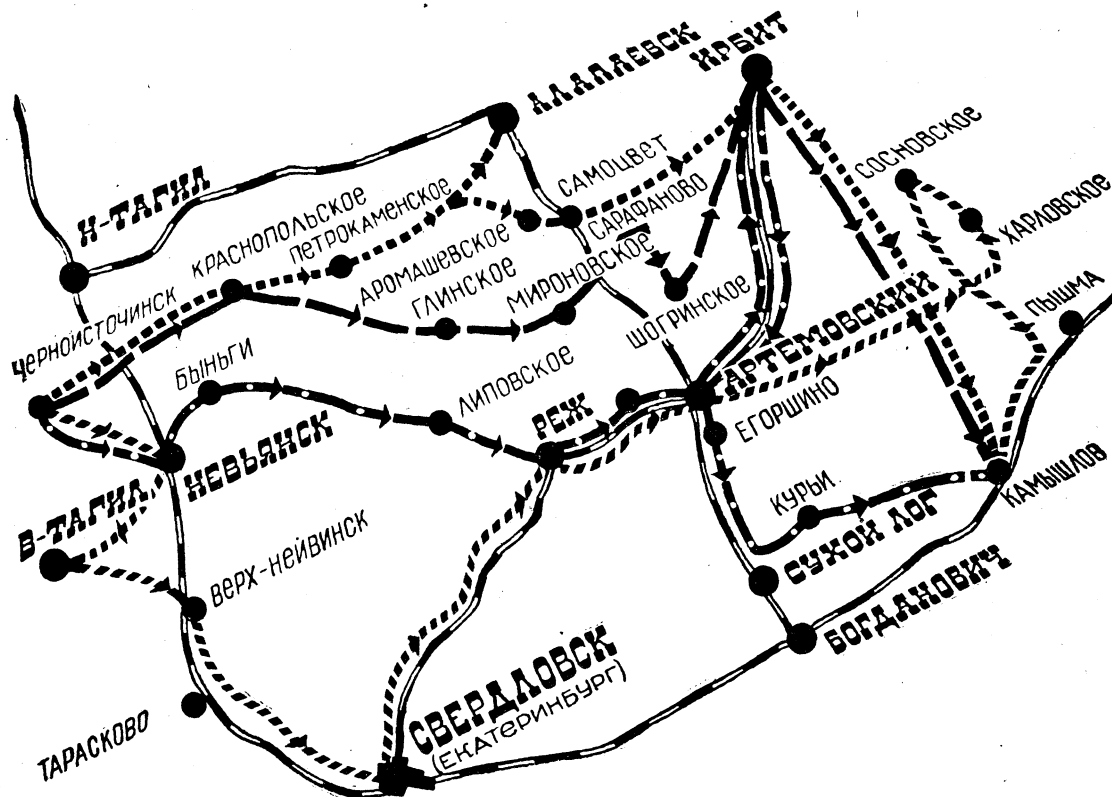 АЛАПАЕВСК
ИРБИТ
Н-ТАГИЛ
КРАСНОПОЛЬСКОЕ
ПЕТРОКАМЕНСКОЕ
САМОЦВЕТ
САРАФАНОВО
СОСНОВСКОЕ
ХАРЛОВСКОЕ
АРОМАШЕВСКОЕ
ГЛИНСКОЕ
МИРОНОВСКОЕ
ШОГРИНСКОЕ
АРТЕМОВСКИЙ
ПЫШМА
ЧЕРНОИСТОЧИНСК
БЫНЬГИ
ЛИПОВСКОЕ
РЕЖ
ЕГОРШИНО
НЕВЬЯНСК
В-ТАГИЛ
ВЕРХ-НЕЙВИНСК
КУРЬИ
СУХОЙ ЛОГ
КАМЫШЛОВ
БОГДАНОВИЧ
ТАРАСКОВО
СВЕРДЛОВСК
(ЕКАТЕРИНБУРГ)